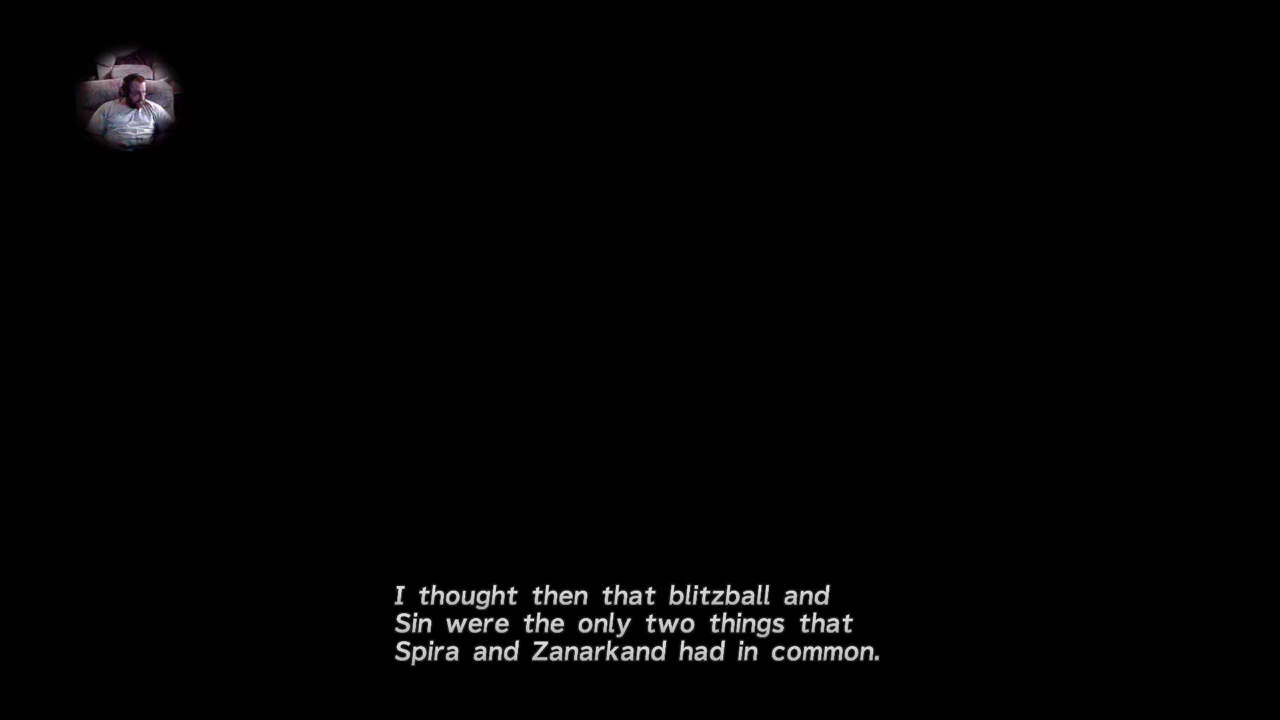 I thought then that blitzball and
Sin were the only two things that
Spira and Zanarkand had in common.